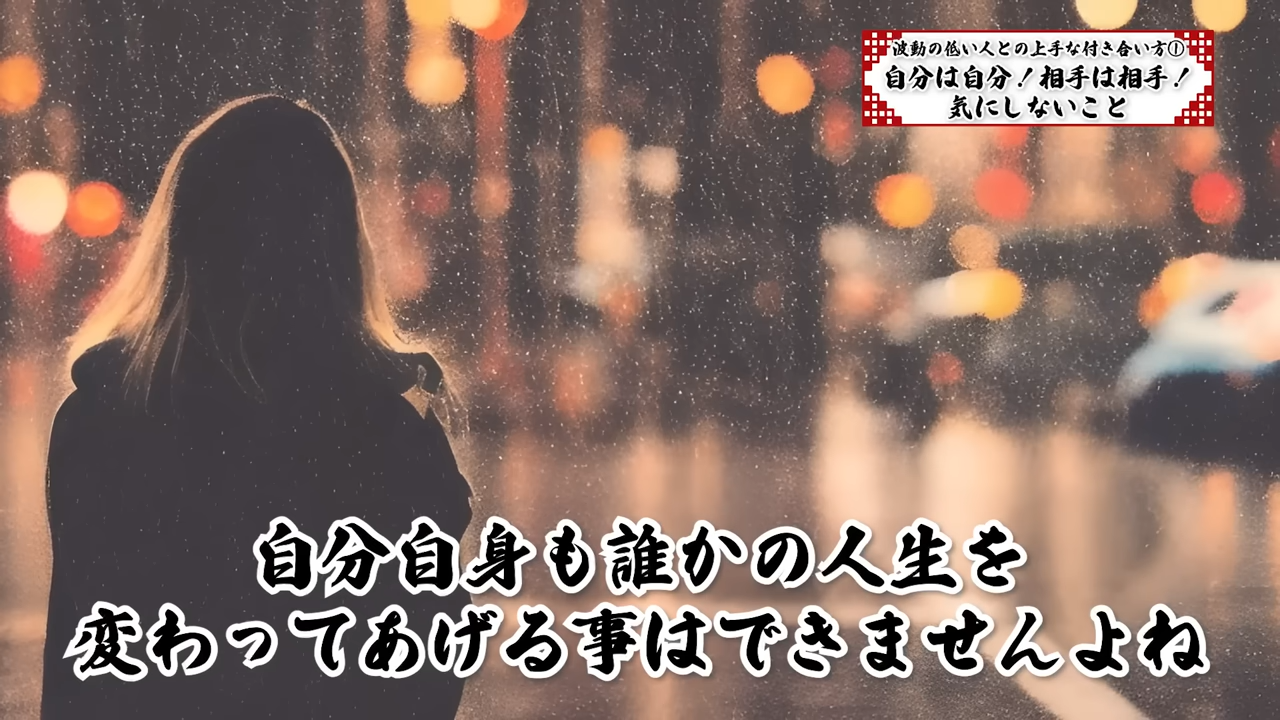 波動の低い人との上手な付き合い方①
自分は自分！相手は相手！
気にしないこと
自分自身も誰かの人生を
変わってあげる事はできませんよね